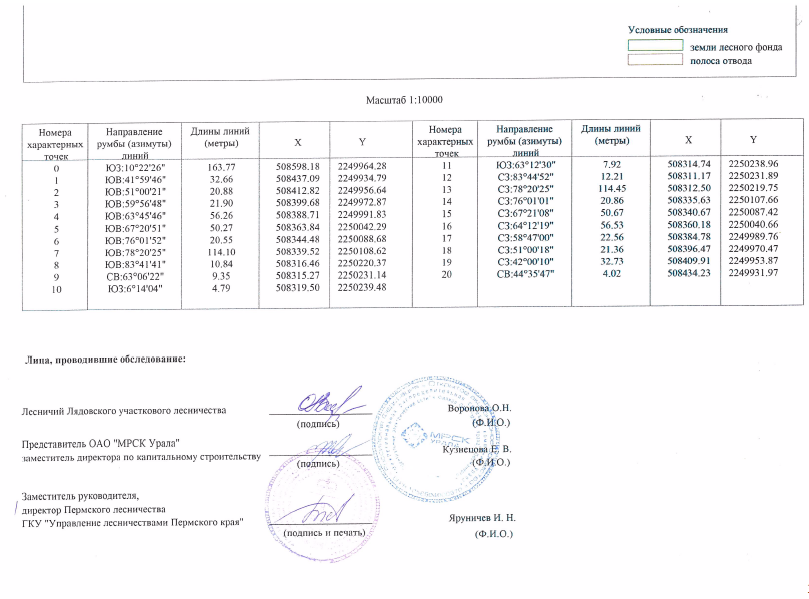 Условные обозначения
земли лесного фонда
полоса отвода
Масштаб 1:10000
Номера характерных точек Направление румбы (азимуты) линий Длины линий (метры) X Y Номера характерных точек Направление румбы (азимуты) линий Длины линий (метры) X Y
0 ЮЗ:10°22'26" 163.77 508598.18 2249964.28 11 ЮЗ:63°12'30" 7.92 508314.74 2250238.96
1 ЮВ:41°59'46" 32.66 508437.09 2249934.79 12 СЗ:83°44'52" 12.21 508311.17 2250231.89
2 ЮВ:51°00'21" 20.88 508412.82 2249956.64 13 СЗ:78°20'25" 114.45 508312.50 2250219.75
3 ЮВ:59°56'48" 21.90 508399.68 2249972.87 14 СЗ:76°01'01" 20.86 508335.63 2250107.66
4 ЮВ:63°45'46" 56.26 508388.71 2249991.83 15 СЗ:67°21'08" 50.67 508340.67 2250087.42
5 ЮВ:67°20'51" 50.27 508363.84 2250042.29 16 СЗ:64°12'19" 56.53 508360.18 2250040.66
6 ЮВ:76°01'52" 20.55 508344.48 2250088.68 17 СЗ:58°47'00" 22.56 508384.78 2249989.76
7 ЮВ:78°20'25" 114.10 508339.52 2250108.62 18 СЗ:51°00'18" 21.36 508396.47 2249970.47
8 ЮВ:83°41'41" 10.84 508316.46 2250220.37 19 СЗ:42°00'10" 32.73 508409.91 2249953.87
9 СВ:63°06'22" 9.35 508315.27 2250231.14 20 СВ:44°35'47" 4.02 508434.23 2249931.97
10 ЮЗ:6°14'04" 4.79 508319.50 2250239.48
Лица, проводившие обследование:
Лесничий Лядовского участкового лесничества Воронова О.Н.
(подпись) (Ф.И.О.)
Представитель ОАО "МРСК Урала"
заместитель директора по капитальному строительству Кузнецова Е. В.
(подпись) (Ф.И.О.)
МРСК
УРАЛА
Заместитель руководителя,
директор Пермского лесничества
ГКУ "Управление лесничествами Пермского края" Яруничев И. Н.
(подпись и печать) (Ф.И.О.)